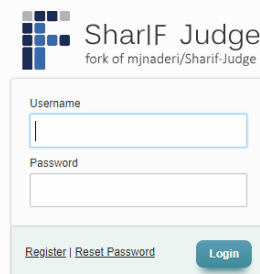 SharIF Judge
fork of mjnaderi/Sharif-Judge
Username
Password
Register | Reset Password
Login